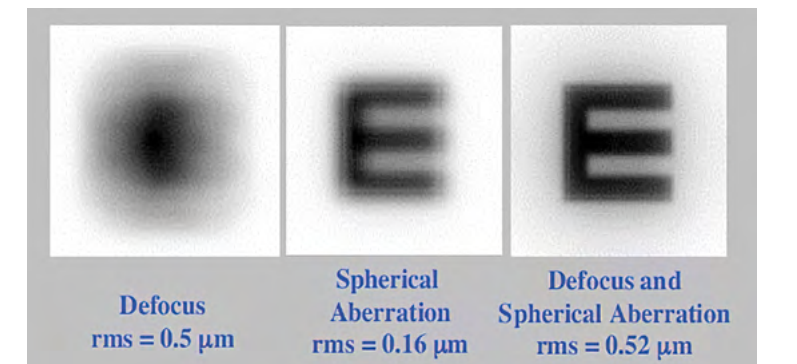 E
E
Defocus
rms = 0.5 μm
Spherical
Aberration
rms = 0.16 μm
Defocus and
Spherical Aberration
rms = 0.52 μm